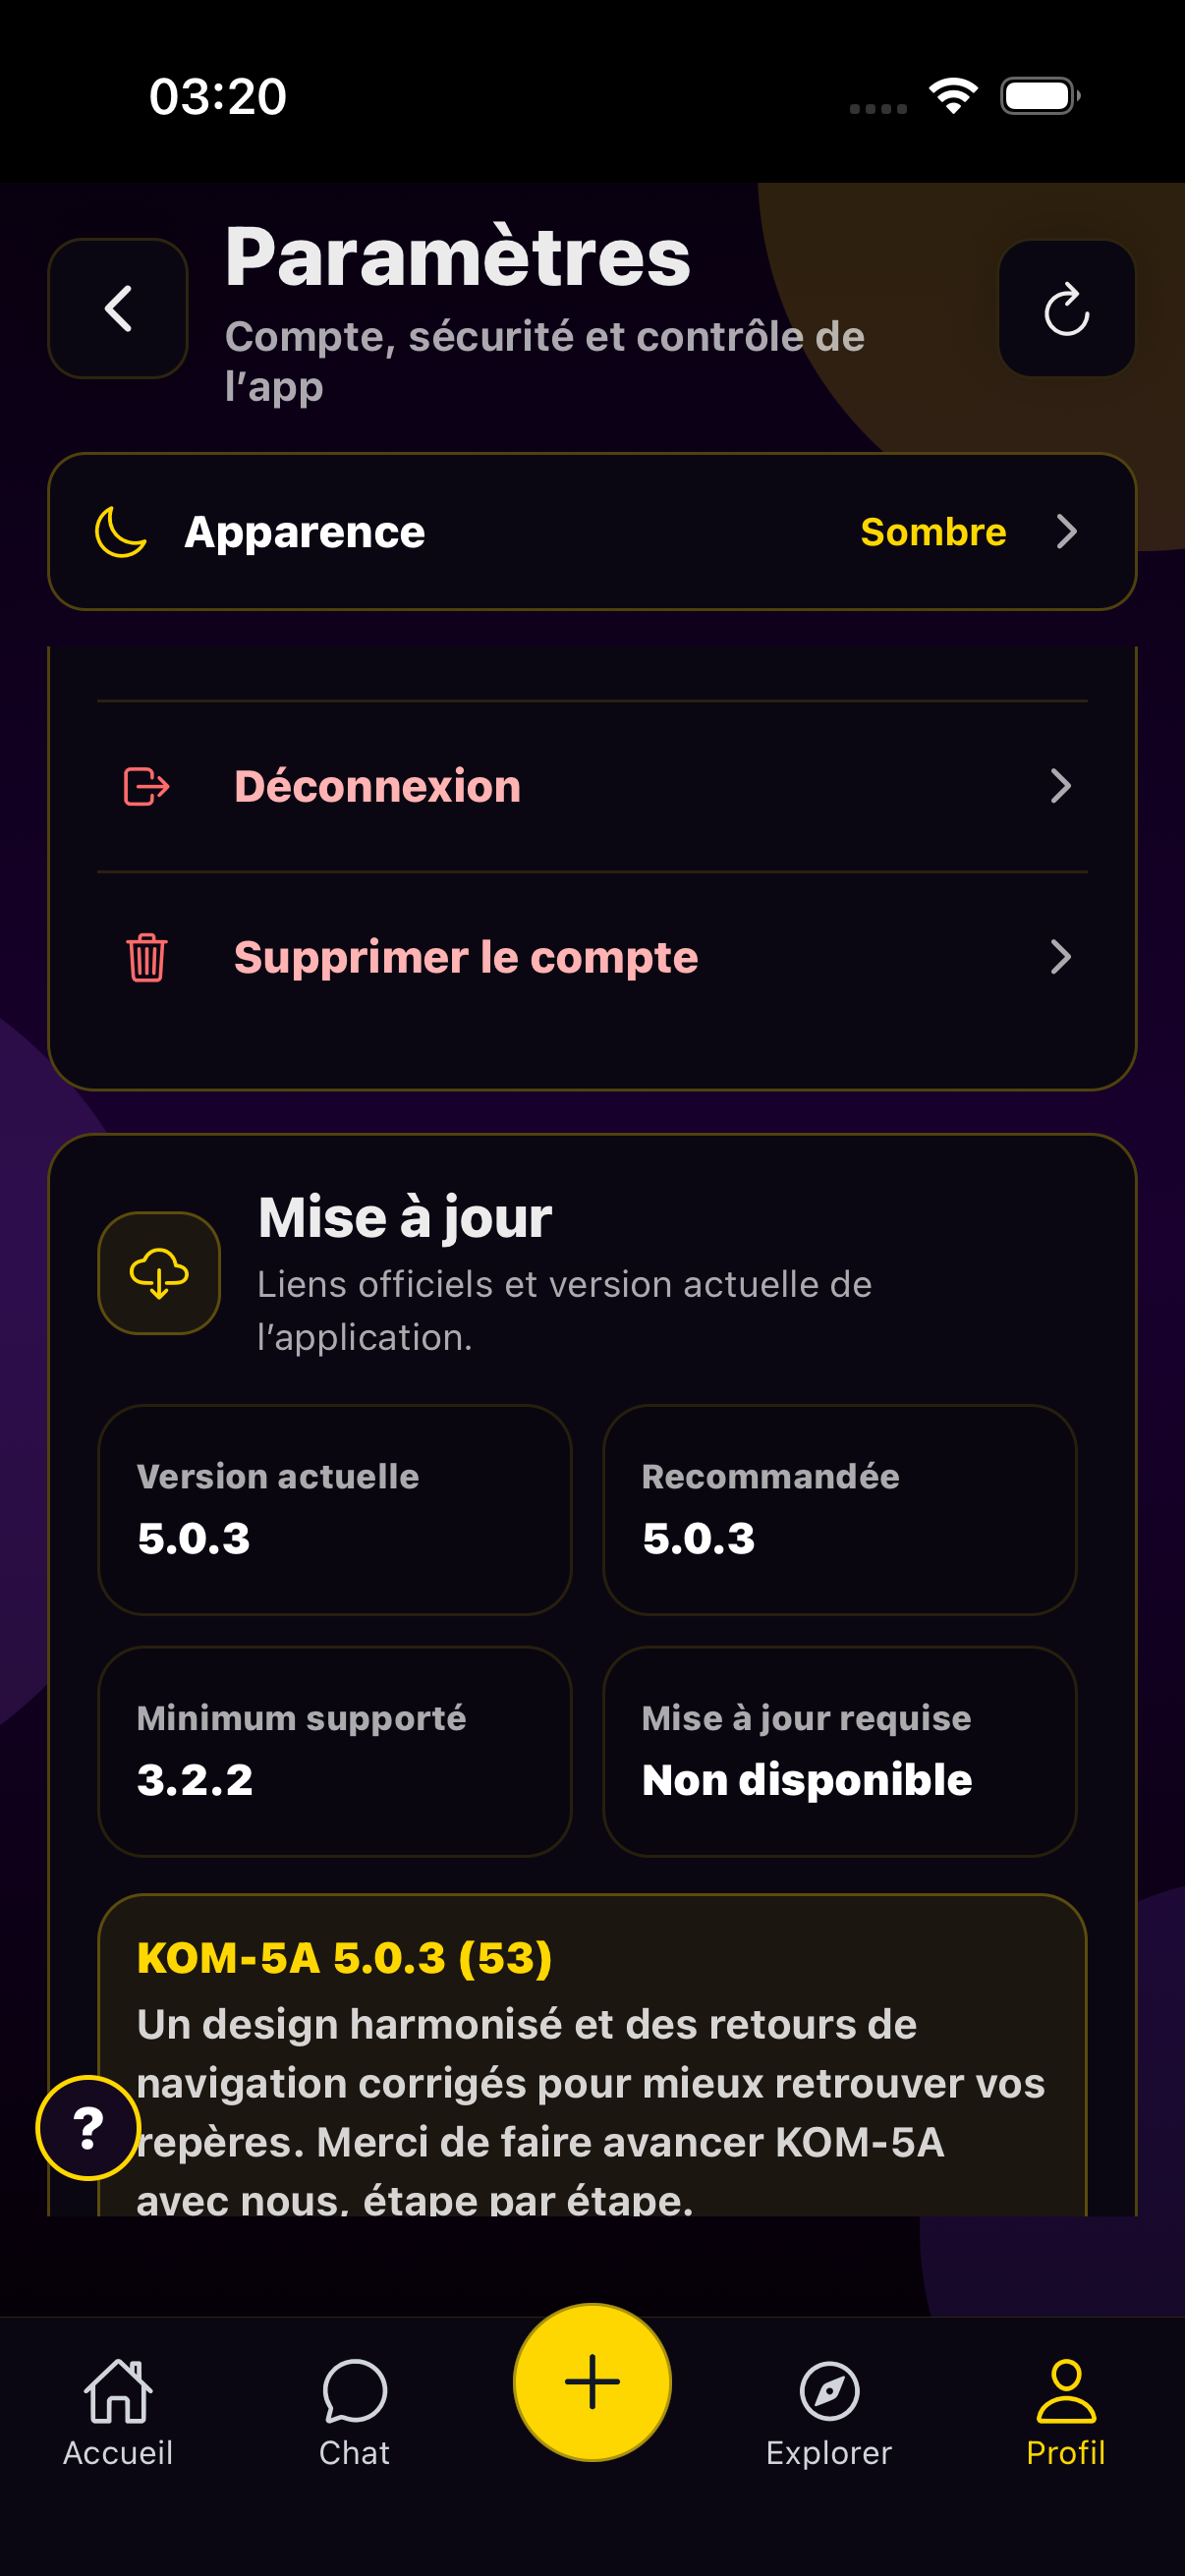 03:20
Paramètres
Compte, sécurité et contrôle de
l’app
Apparence
Sombre
Déconnexion
Supprimer le compte
Mise à jour
Liens officiels et version actuelle de
l’application.
Version actuelle
5.0.3
Recommandée
5.0.3
Minimum supporté
3.2.2
Mise à jour requise
Non disponible
KOM-5A 5.0.3 (53)
Un design harmonisé et des retours de
navigation corrigés pour mieux retrouver vos
repères. Merci de faire avancer KOM-5A
avec nous, étape par étape.
?
Accueil
Chat
Explorer
Profil